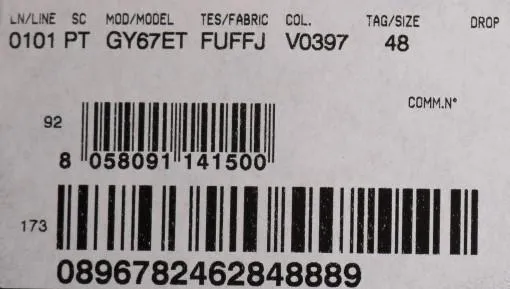 LN/LINE SC MOD/MODEL TES/FABRIC COL. TAG/SIZE DROP
0101 PT GY67ET FUFFJ V0397 48
COMM.N°
92
8 058091 141500
173
0896782462848889